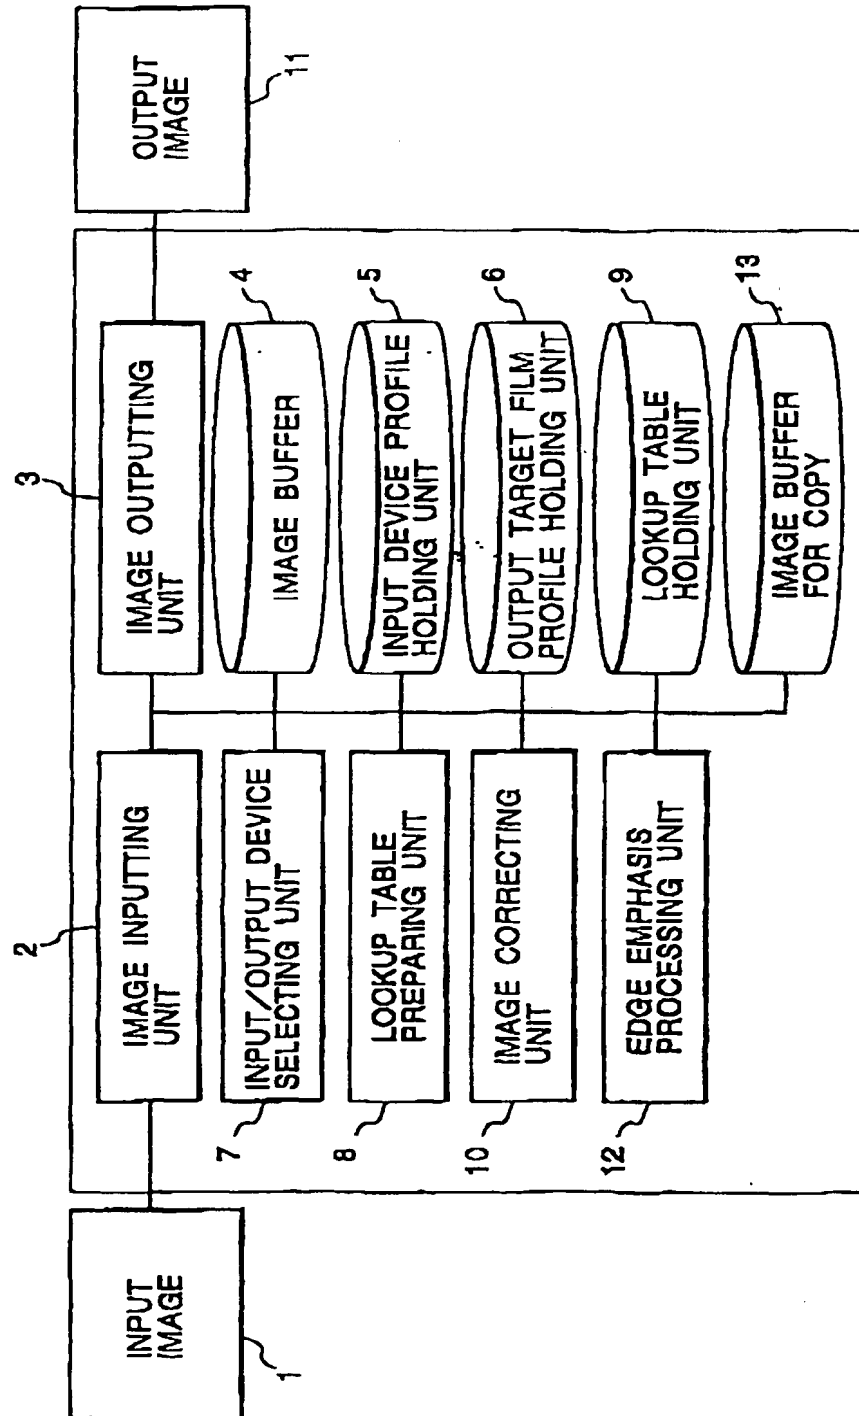 INPUT
IMAGE
1
2
IMAGE INPUTTING
UNIT
7
INPUT/OUTPUT DEVICE
SELECTING UNIT
8
LOOKUP TABLE
PREPARING UNIT
10
IMAGE CORRECTING
UNIT
12
EDGE EMPHASIS
PROCESSING UNIT
3
IMAGE OUTPUTTING
UNIT
IMAGE BUFFER
4
INPUT DEVICE PROFILE
HOLDING UNIT
5
OUTPUT TARGET FILM
PROFILE HOLDING UNIT
6
LOOKUP TABLE
HOLDING UNIT
9
IMAGE BUFFER
FOR COPY
13
OUTPUT
IMAGE
11